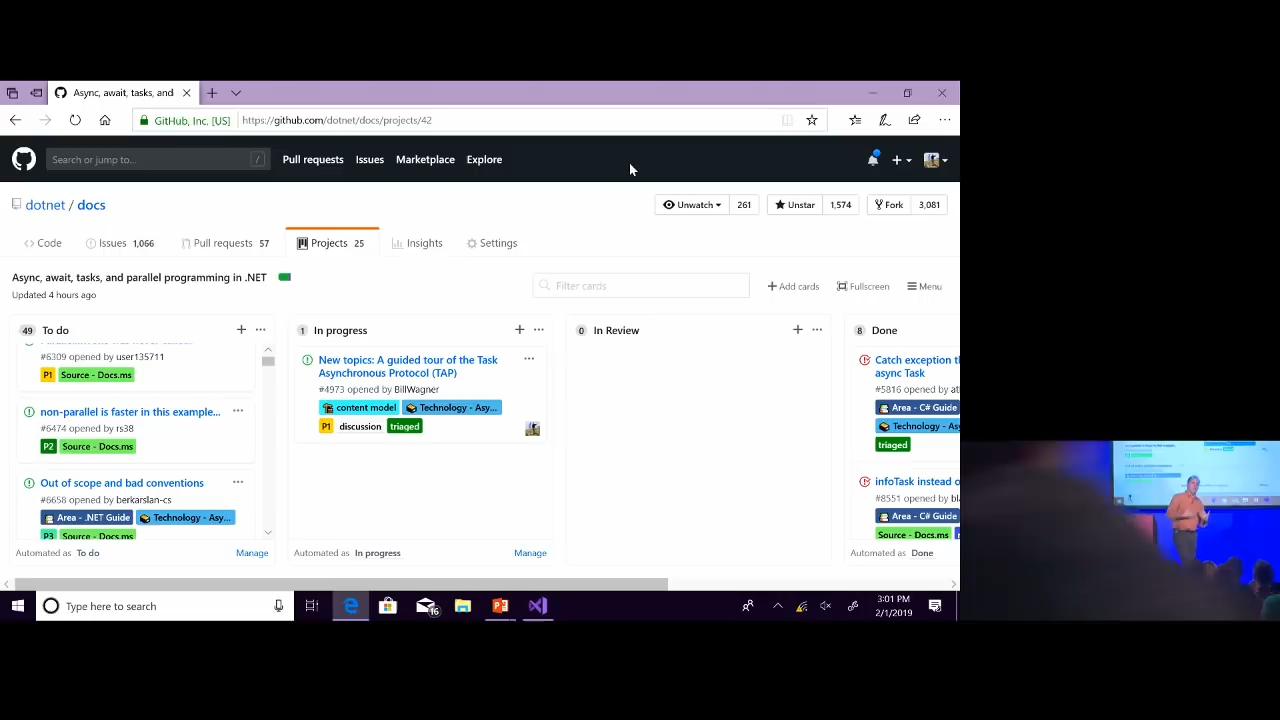 Async, await, tasks, and
GitHub, Inc. [US]
https://github.com/dotnet/docs/projects/42
Search or jump to...
/
Pull requests
Issues
Marketplace
Explore
dotnet / docs
Unwatch
261
Unstar
1,574
Fork
3,081
Code
Issues 1,066
Pull requests 57
Projects 25
Insights
Settings
Async, await, tasks, and parallel programming in .NET
Updated 4 hours ago
Filter cards
Add cards
Fullscreen
Menu
49 To do
#6309 opened by user135711
P1 Source - Docs.ms
non-parallel is faster in this example...
#6474 opened by rs38
P2 Source - Docs.ms
Out of scope and bad conventions
#6658 opened by berkarslan-cs
Area - .NET Guide
Technology - Asy...
P3 Source - Docs.ms
Automated as To do
Manage
1 In progress
New topics: A guided tour of the Task
Asynchronous Protocol (TAP)
#4973 opened by BillWagner
content model
Technology - Asy...
P1 discussion triaged
Automated as In progress
Manage
0 In Review
8 Done
Catch exception th
async Task
#5816 opened by at
Area - C# Guide
Technology - Asy
triaged
infoTask instead o
#8551 opened by bl
Area - C# Guide
Source - Docs.ms
Automated as Done
Type here to search
16
3:01 PM
2/1/2019